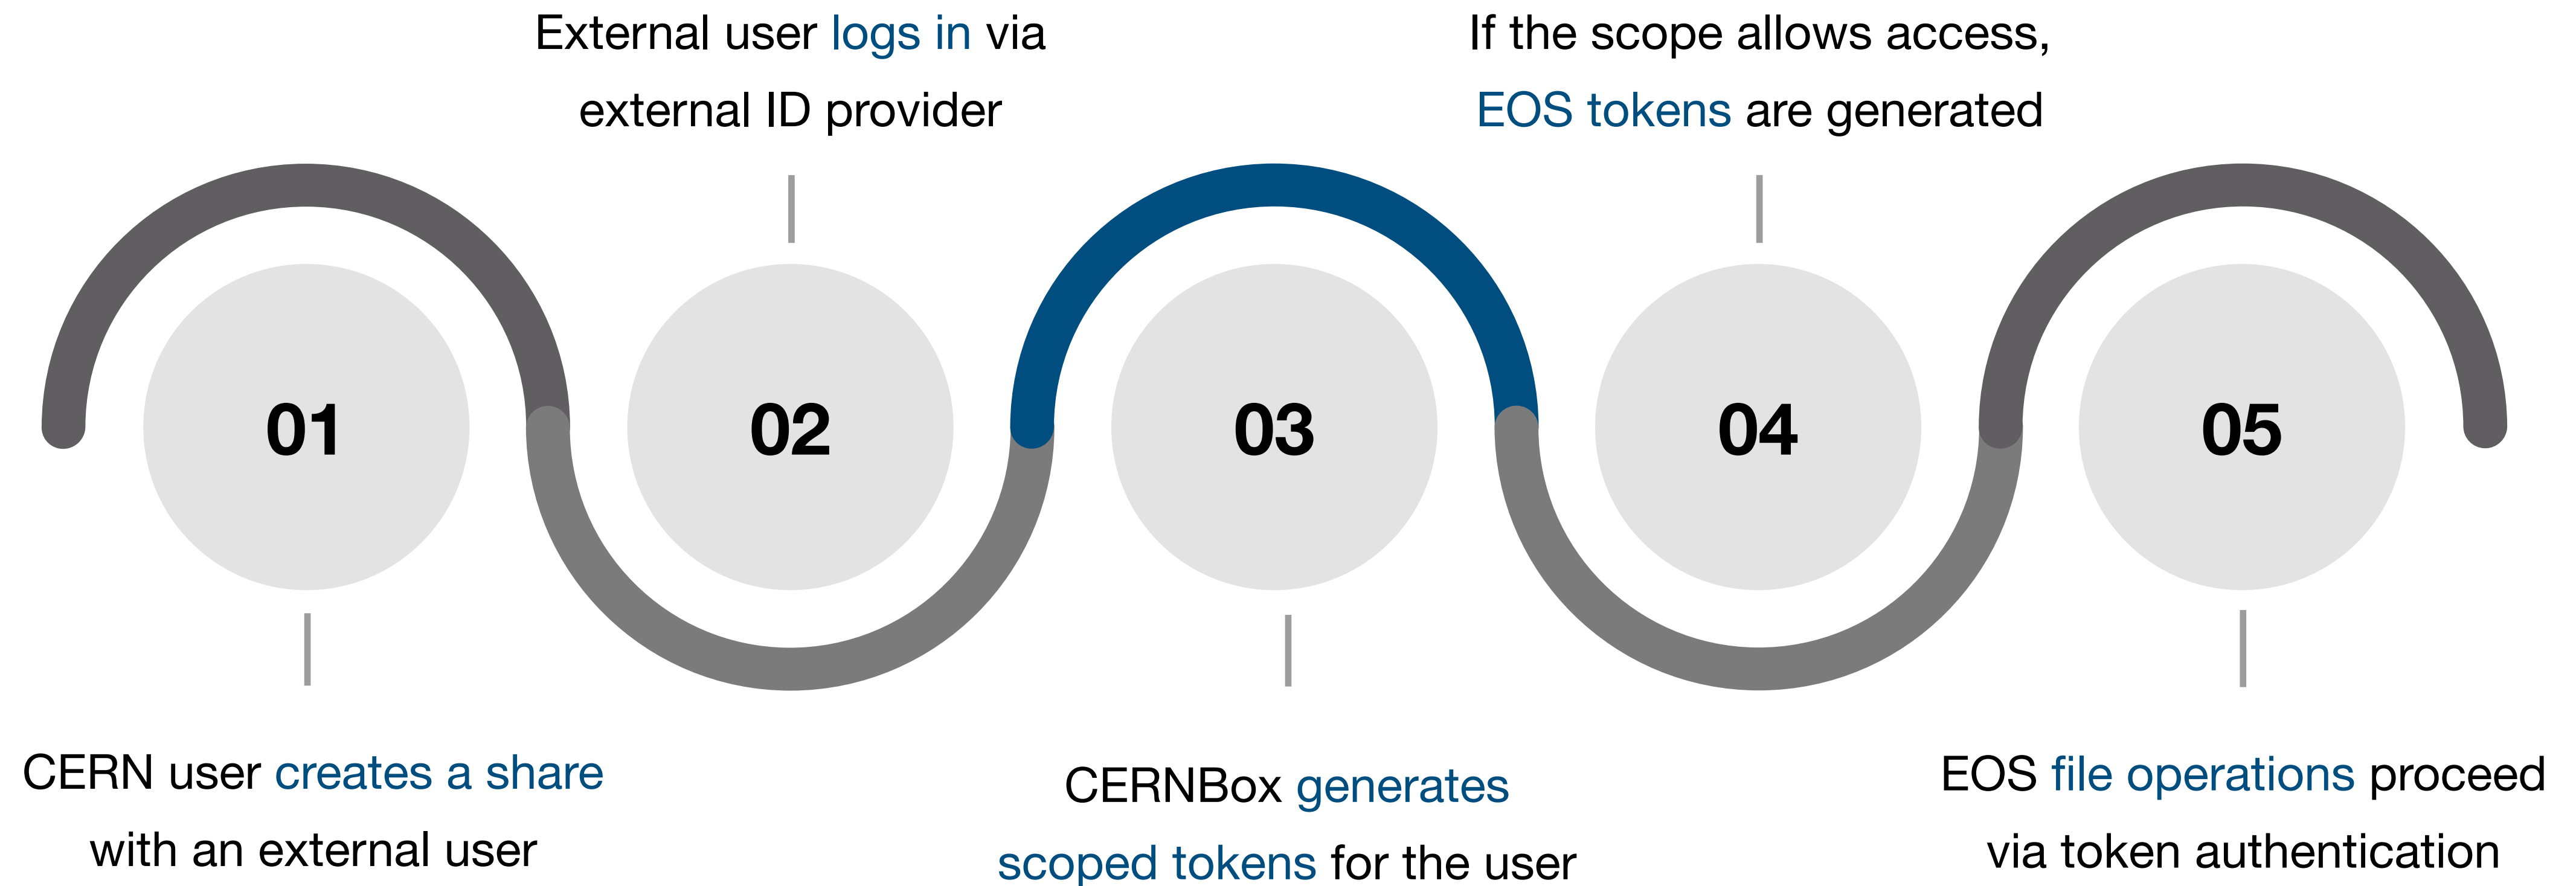 External user logs in via
external ID provider
If the scope allows access,
EOS tokens are generated
01
02
03
04
05
CERN user creates a share
with an external user
CERNBox generates
scoped tokens for the user
EOS file operations proceed
via token authentication